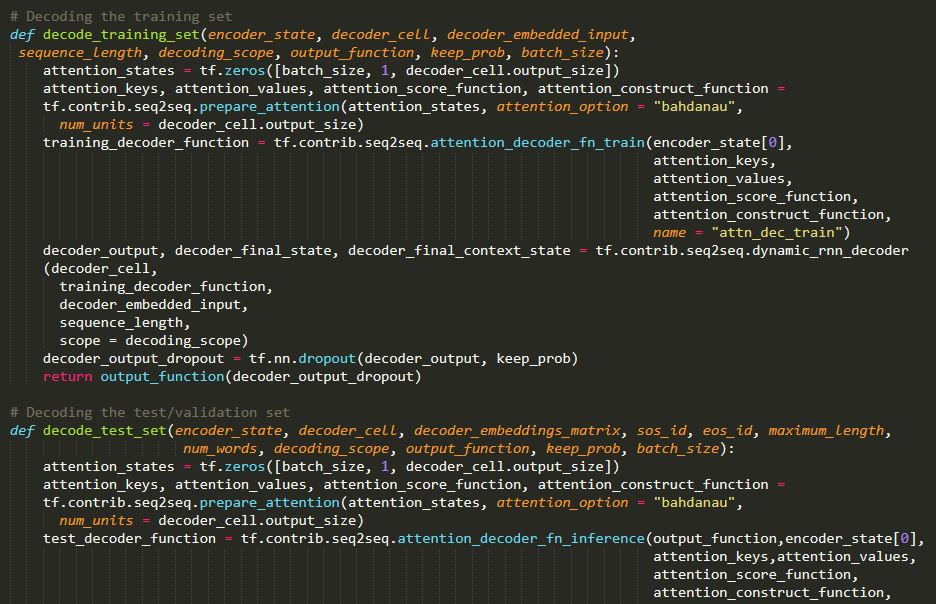 # Decoding the training set
def decode_training_set(encoder_state, decoder_cell, decoder_embedded_input,
 sequence_length, decoding_scope, output_function, keep_prob, batch_size):
    attention_states = tf.zeros([batch_size, 1, decoder_cell.output_size])
    attention_keys, attention_values, attention_score_function, attention_construct_function =
    tf.contrib.seq2seq.prepare_attention(attention_states, attention_option = "bahdanau",
      num_units = decoder_cell.output_size)
    training_decoder_function = tf.contrib.seq2seq.attention_decoder_fn_train(encoder_state[0],
                                                                              attention_keys,
                                                                              attention_values,
                                                                              attention_score_function,
                                                                              attention_construct_function,
                                                                              name = "attn_dec_train")
    decoder_output, decoder_final_state, decoder_final_context_state = tf.contrib.seq2seq.dynamic_rnn_decoder
    (decoder_cell,
      training_decoder_function,
      decoder_embedded_input,
      sequence_length,
      scope = decoding_scope)
    decoder_output_dropout = tf.nn.dropout(decoder_output, keep_prob)
    return output_function(decoder_output_dropout)

# Decoding the test/validation set
def decode_test_set(encoder_state, decoder_cell, decoder_embeddings_matrix, sos_id, eos_id, maximum_length,
                     num_words, decoding_scope, output_function, keep_prob, batch_size):
    attention_states = tf.zeros([batch_size, 1, decoder_cell.output_size])
    attention_keys, attention_values, attention_score_function, attention_construct_function =
    tf.contrib.seq2seq.prepare_attention(attention_states, attention_option = "bahdanau",
      num_units = decoder_cell.output_size)
    test_decoder_function = tf.contrib.seq2seq.attention_decoder_fn_inference(output_function,encoder_state[0],
                                                                              attention_keys,attention_values,
                                                                              attention_score_function,
                                                                              attention_construct_function,